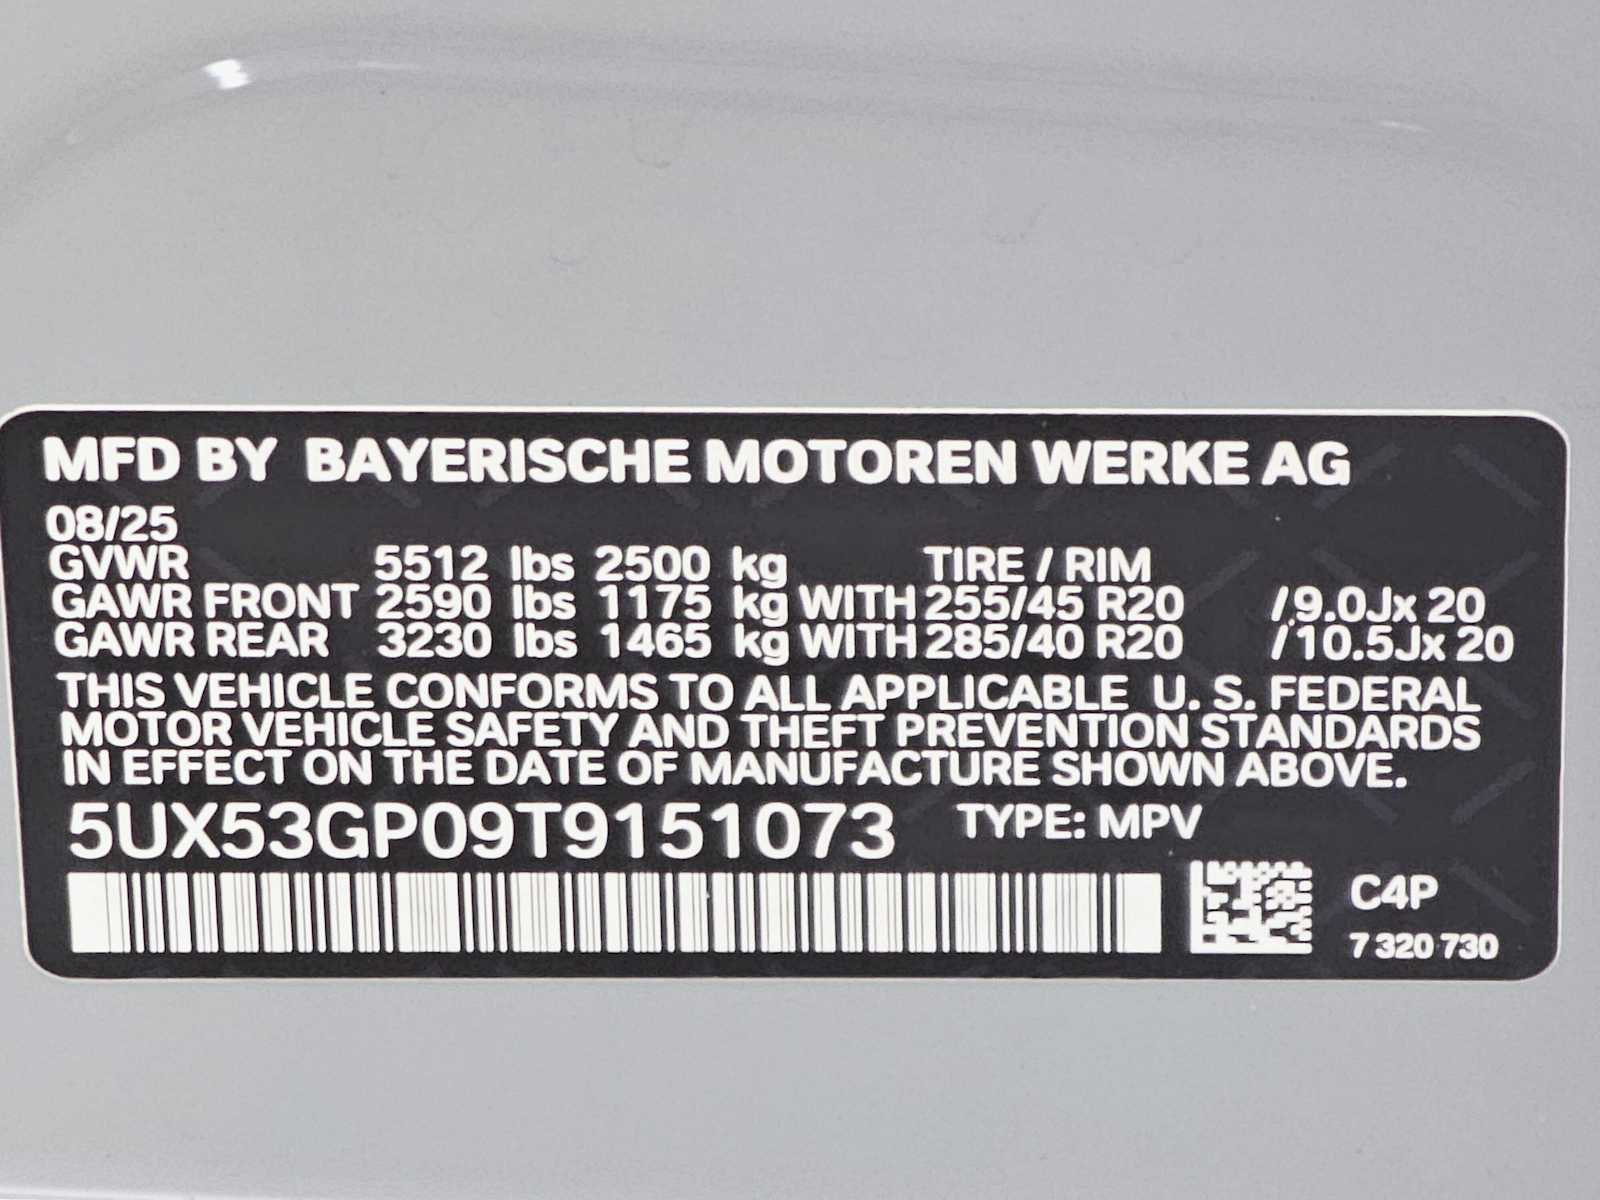 MFD BY BAYERISCHE MOTOREN WERKE AG
08/25
GVWR 5512 lbs 2500 kg TIRE / RIM
GAWR FRONT 2590 lbs 1175 kg WITH 255/45 R20 /9.0Jx 20
GAWR REAR 3230 lbs 1465 kg WITH 285/40 R20 /10.5Jx 20
THIS VEHICLE CONFORMS TO ALL APPLICABLE U. S. FEDERAL
MOTOR VEHICLE SAFETY AND THEFT PREVENTION STANDARDS
IN EFFECT ON THE DATE OF MANUFACTURE SHOWN ABOVE.
5UX53GP09T9151073 TYPE: MPV
C4P
7 320 730